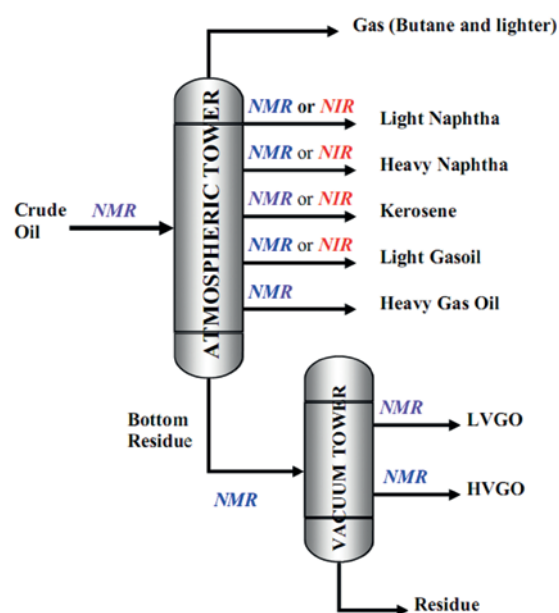 Gas (Butane and lighter)
NMR or NIR
Light Naphtha
NMR or NIR
Heavy Naphtha
Crude
Oil
NMR
NMR or NIR
Kerosene
NMR or NIR
Light Gasoil
NMR
Heavy Gas Oil
ATMOSPHERIC TOWER
Bottom
Residue
NMR
VACUUM TOWER
NMR
LVGO
NMR
HVGO
Residue